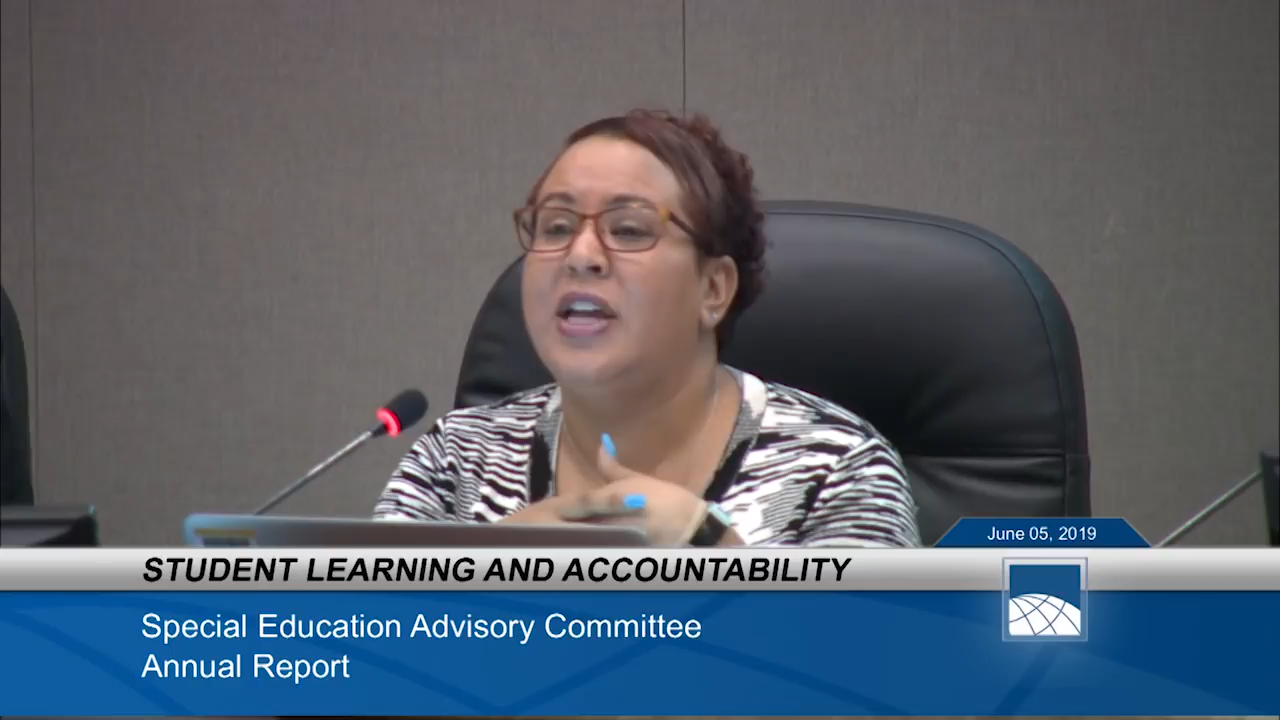 June 05, 2019
STUDENT LEARNING AND ACCOUNTABILITY
Special Education Advisory Committee
Annual Report